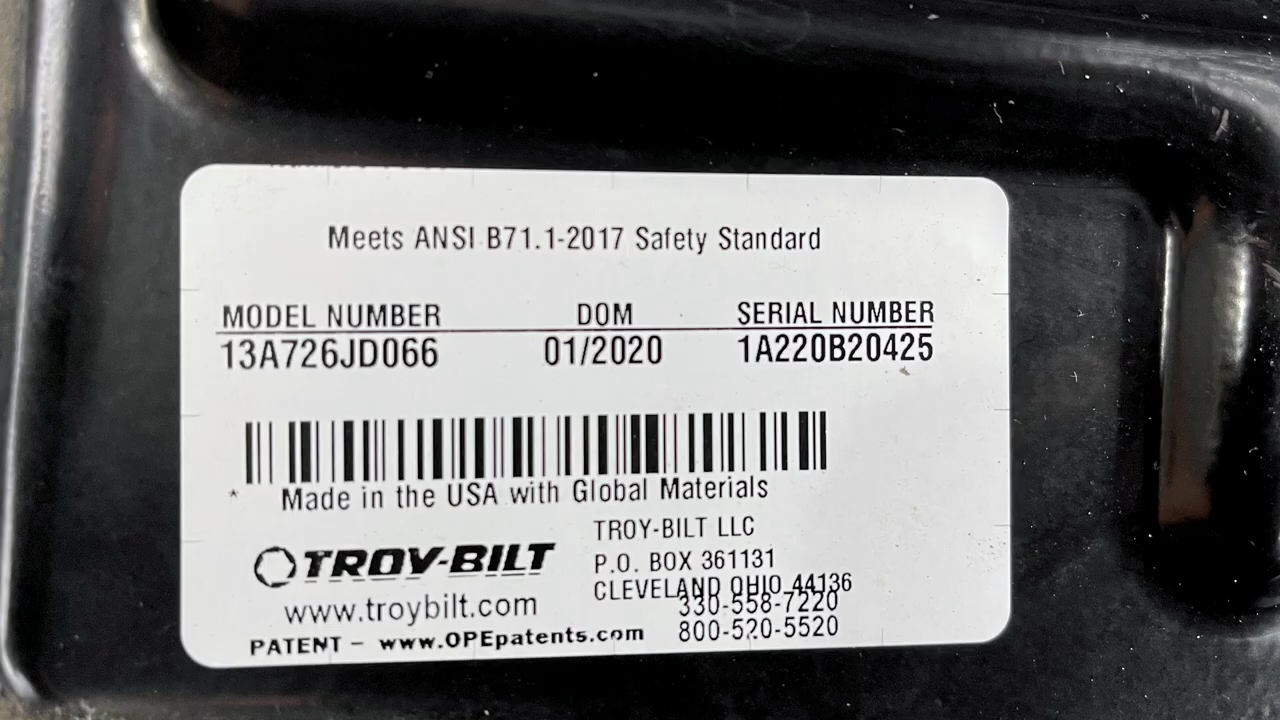 Meets ANSI B71.1-2017 Safety Standard
MODEL NUMBER DOM SERIAL NUMBER
13A726JD066 01/2020 1A220B20425
* Made in the USA with Global Materials
TROY-BILT
www.troybilt.com
PATENT – www.OPEpatents.com
TROY-BILT LLC
P.O. BOX 361131
CLEVELAND OHIO 44136
330-558-7220
800-520-5520